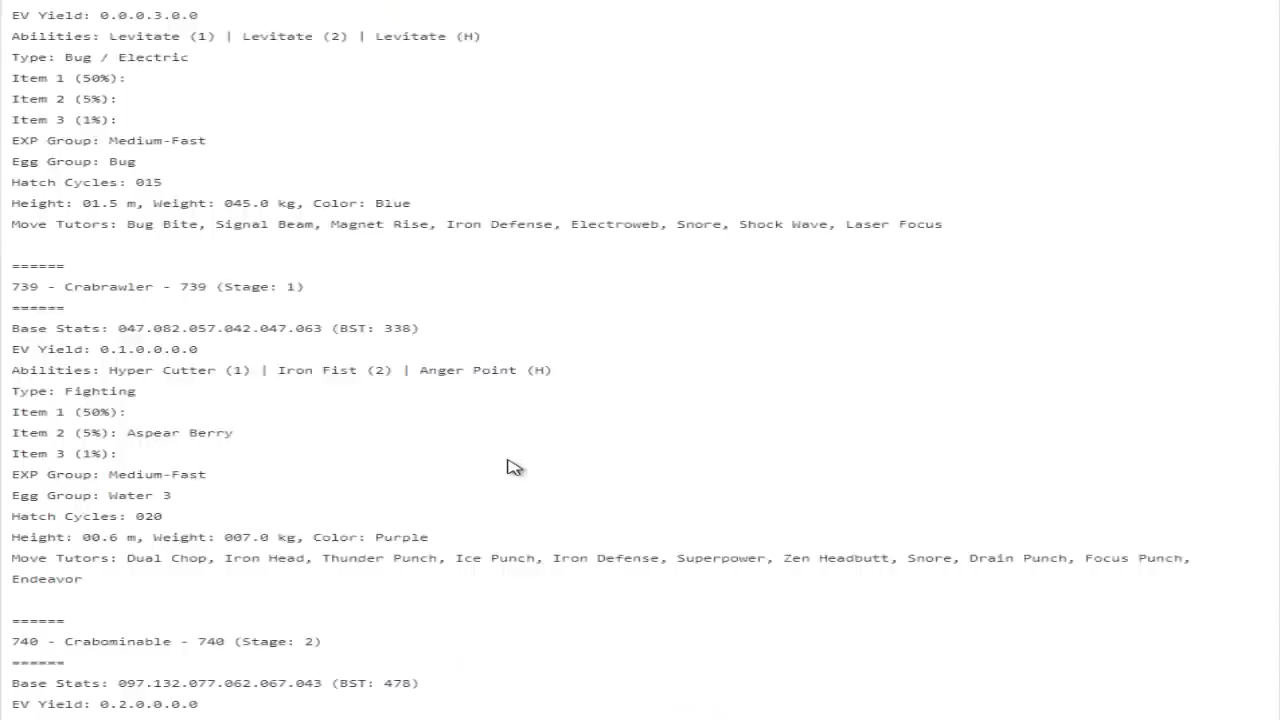 EV Yield: 0.0.0.3.0.0
Abilities: Levitate (1) | Levitate (2) | Levitate (H)
Type: Bug / Electric
Item 1 (50%):
Item 2 (5%):
Item 3 (1%):
EXP Group: Medium-Fast
Egg Group: Bug
Hatch Cycles: 015
Height: 01.5 m, Weight: 045.0 kg, Color: Blue
Move Tutors: Bug Bite, Signal Beam, Magnet Rise, Iron Defense, Electroweb, Snore, Shock Wave, Laser Focus
======
739 - Crabrawler - 739 (Stage: 1)
======
Base Stats: 047.082.057.042.047.063 (BST: 338)
EV Yield: 0.1.0.0.0.0
Abilities: Hyper Cutter (1) | Iron Fist (2) | Anger Point (H)
Type: Fighting
Item 1 (50%):
Item 2 (5%): Aspear Berry
Item 3 (1%):
EXP Group: Medium-Fast
Egg Group: Water 3
Hatch Cycles: 020
Height: 00.6 m, Weight: 007.0 kg, Color: Purple
Move Tutors: Dual Chop, Iron Head, Thunder Punch, Ice Punch, Iron Defense, Superpower, Zen Headbutt, Snore, Drain Punch, Focus Punch,
Endeavor
======
740 - Crabominable - 740 (Stage: 2)
======
Base Stats: 097.132.077.062.067.043 (BST: 478)
EV Yield: 0.2.0.0.0.0